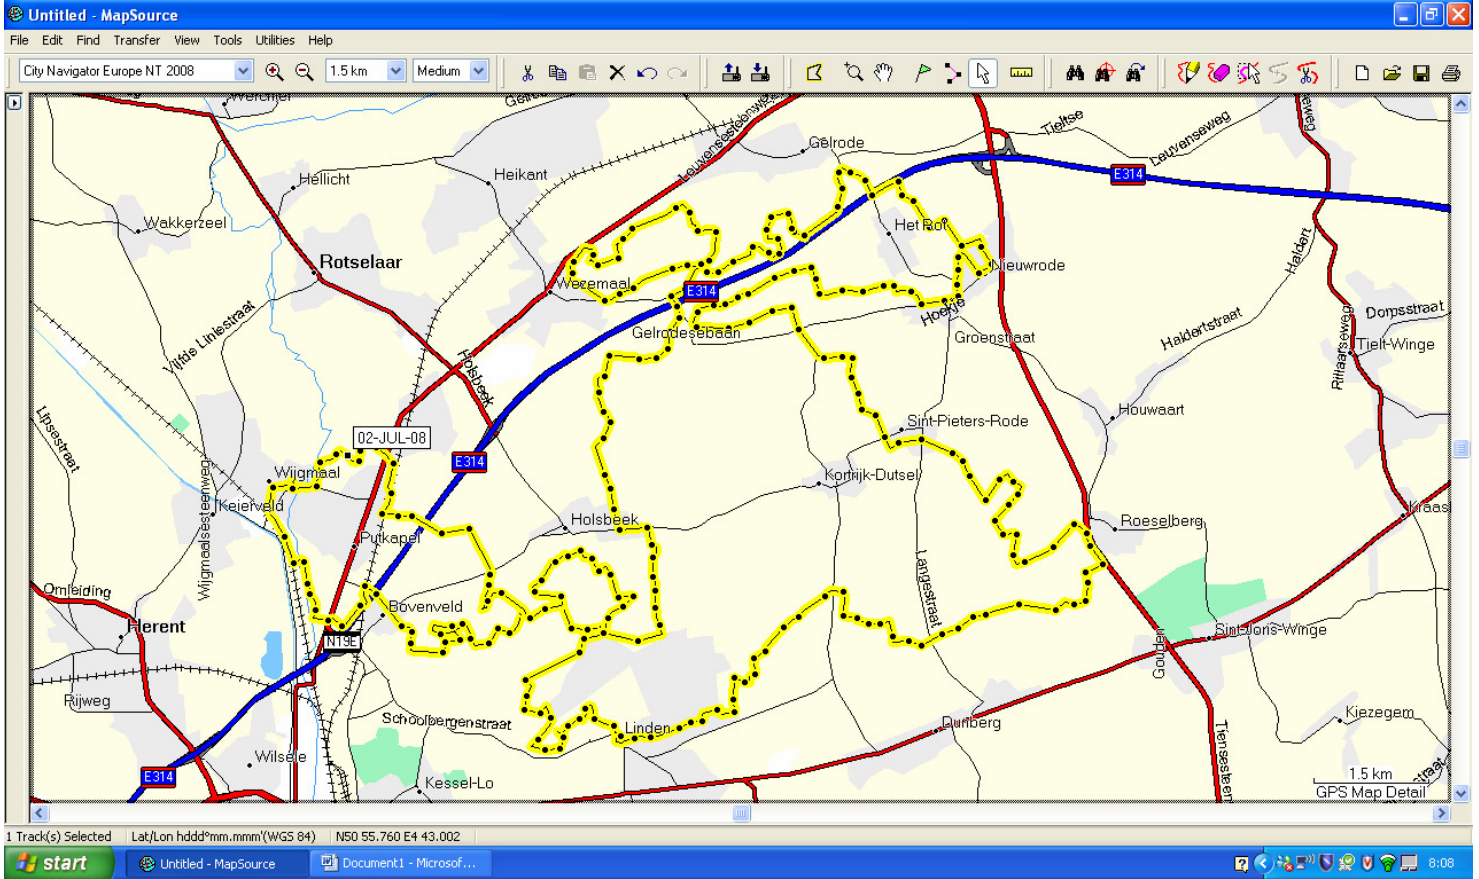 Untitled - MapSource
File Edit Find Transfer View Tools Utilities Help
City Navigator Europe NT 2008 1.5 km Medium
Leuvensesteenweg
Tieltse
Leuvenseweg
Gelrode
Hellicht
Heikant
E314
Wakkerzeel
Het Rot
Haldert
Rotselaar
Nieuwrode
Wezemaal
E314
Hoekje
Dorpsstraat
Vijfde Liniestraat
Gelrodesebaan
Groenstraat
Haldertstraat
Rillaarseweg
Tielt-Winge
Holsbeek
Lipsestraat
Houwaart
Sint-Pieters-Rode
02-JUL-08
E314
Wijgmaal
Kortrijk-Dutsel
Wijgmaalsesteenweg
Keierveld
Kraas
Holsbeek
Roeselberg
Putkapel
Langestraat
Omleiding
Bovenveld
Herent
N19E
Sint-Joris-Winge
Gouden
Rijweg
Schoolbergenstraat
Linden
Dunberg
Kiezegem
Tiensesteen
Wilsele
E314
Kessel-Lo
1.5 km
GPS Map Detail
1 Track(s) Selected Lat/Lon hddd°mm.mmm'(WGS 84) N50 55.760 E4 43.002
start Untitled - MapSource Document1 - Microsof... 8:08